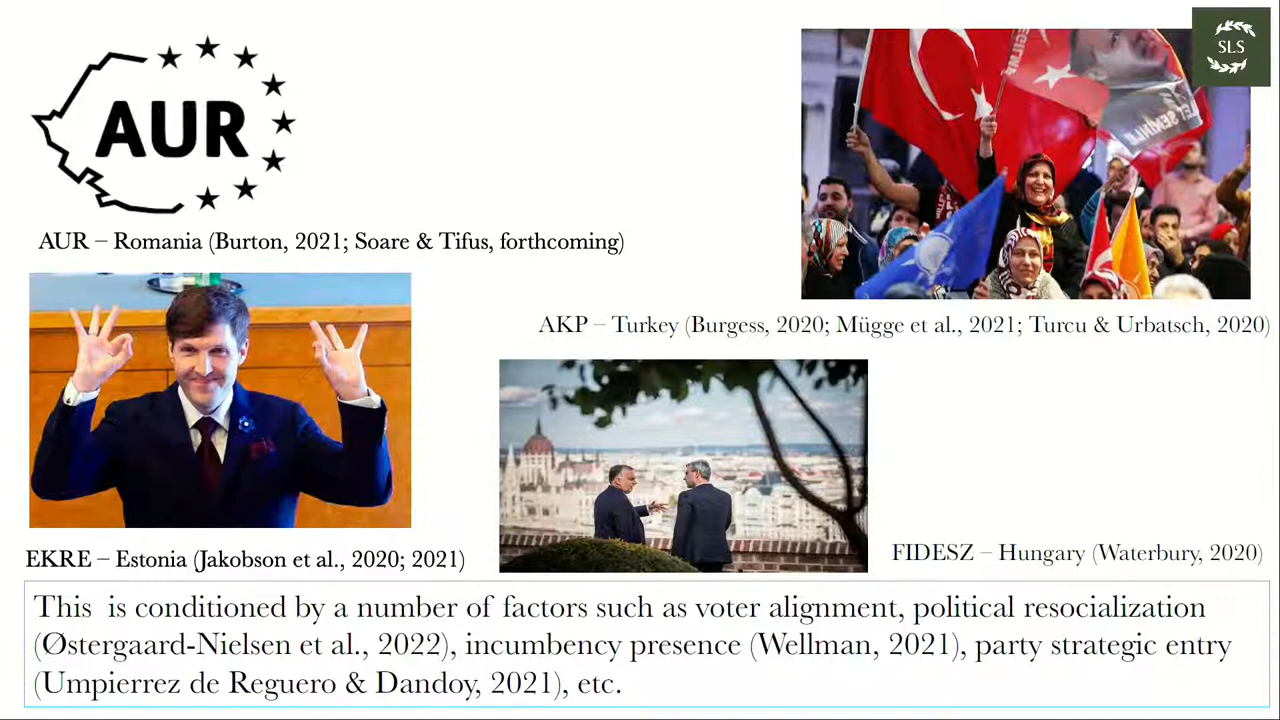 AUR
SLS
AUR – Romania (Burton, 2021; Soare & Tifus, forthcoming)
AKP – Turkey (Burgess, 2020; Mügge et al., 2021; Turcu & Urbatsch, 2020)
EKRE – Estonia (Jakobson et al., 2020; 2021)
FIDESZ – Hungary (Waterbury, 2020)
This is conditioned by a number of factors such as voter alignment, political resocialization
(Østergaard-Nielsen et al., 2022), incumbency presence (Wellman, 2021), party strategic entry
(Umpierrez de Reguero & Dandoy, 2021), etc.